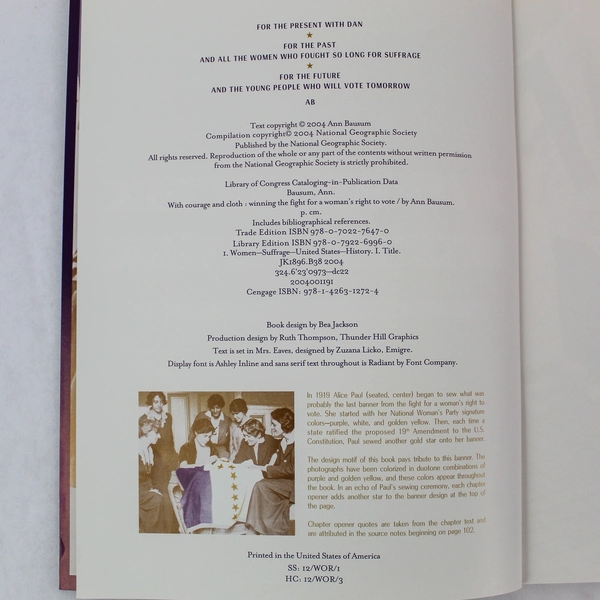 FOR THE PRESENT WITH DAN
FOR THE PAST
AND ALL THE WOMEN WHO FOUGHT SO LONG FOR SUFFRAGE
FOR THE FUTURE
AND THE YOUNG PEOPLE WHO WILL VOTE TOMORROW
AB
Text copyright © 2004 Ann Bausum
Compilation copyright© 2004 National Geographic Society
Published by the National Geographic Society.
All rights reserved. Reproduction of the whole or any part of the contents without written permission
from the National Geographic Society is strictly prohibited.
Library of Congress Cataloging-in-Publication Data
Bausum, Ann.
With courage and cloth : winning the fight for a woman's right to vote / by Ann Bausum.
p. cm.
Includes bibliographical references.
Trade Edition ISBN 978-0-7022-7647-0
Library Edition ISBN 978-0-7922-6996-0
1. Women—Suffrage—United States—History. I. Title.
JK1896.B38 2004
324.6'23'0973—dc22
2004001191
Cengage ISBN: 978-1-4263-1272-4
Book design by Bea Jackson
Production design by Ruth Thompson, Thunder Hill Graphics
Text is set in Mrs. Eaves, designed by Zuzana Licko, Emigre.
Display font is Ashley Inline and sans serif text throughout is Radiant by Font Company.
In 1919 Alice Paul (seated, center) began to sew what was
probably the last banner from the fight for a woman's right to
vote. She started with her National Woman's Party signature
colors—purple, white, and golden yellow. Then, each time a
state ratified the proposed 19th Amendment to the U.S.
Constitution, Paul sewed another gold star onto her banner.
The design motif of this book pays tribute to this banner. The
photographs have been colorized in duotone combinations of
purple and golden yellow, and these colors appear throughout
the book. In an echo of Paul's sewing ceremony, each chapter
opener adds another star to the banner design at the top of
the page.
Chapter opener quotes are taken from the chapter text and
are attributed in the source notes beginning on page 102.
Printed in the United States of America
SS: 12/WOR/1
HC: 12/WOR/3